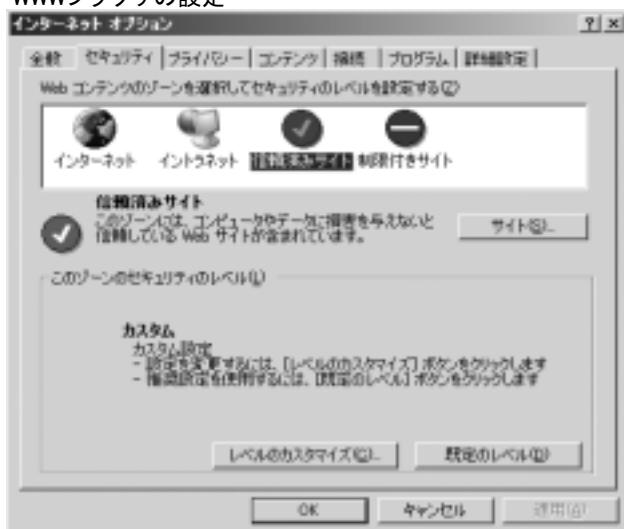 WWWブラウザの設定
インターネット オプション
全般 セキュリティ プライバシー コンテンツ 接続 プログラム 詳細設定
Web コンテンツのゾーンを選択してセキュリティのレベルを設定する(Z)
インターネット イントラネット 信頼済みサイト 制限付きサイト
信頼済みサイト
このゾーンには、コンピュータやデータに損害を与えないと
信頼している Web サイトが含まれています。
サイト(S)...
このゾーンのセキュリティのレベル(L)
カスタム
カスタム設定
- 設定を変更するには、[レベルのカスタマイズ] ボタンをクリックします
- 推奨設定を使用するには、[既定のレベル] ボタンをクリックします
レベルのカスタマイズ(C)... 既定のレベル(D)
OK キャンセル 適用(A)